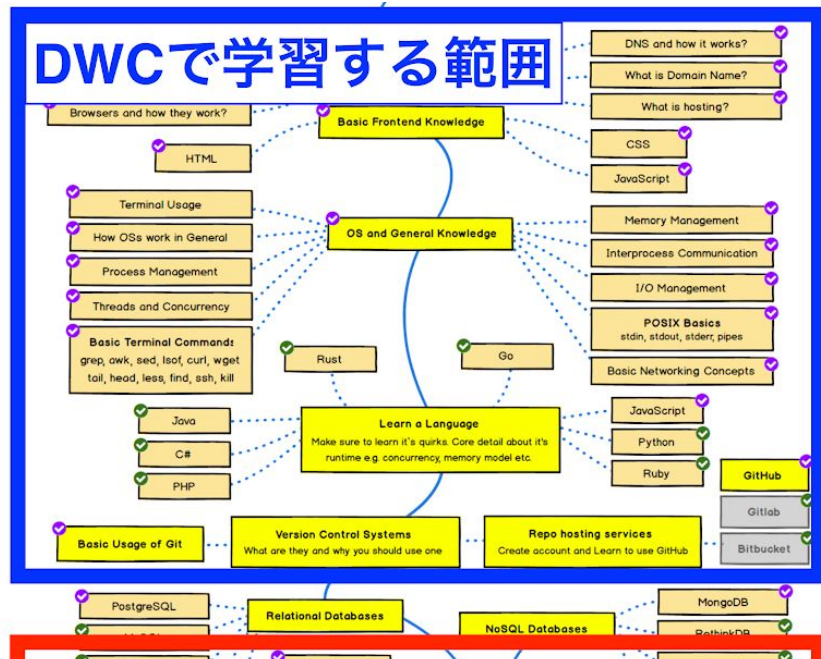 DWCで学習する範囲
DNS and how it works?
What is Domain Name?
What is hosting?
Browsers and how they work?
Basic Frontend Knowledge
HTML
CSS
JavaScript
Terminal Usage
How OSs work in General
Process Management
Threads and Concurrency
Basic Terminal Commands
grep, awk, sed, lsof, curl, wget
tail, head, less, find, ssh, kill
OS and General Knowledge
Memory Management
Interprocess Communication
I/O Management
POSIX Basics
stdin, stdout, stderr, pipes
Basic Networking Concepts
Rust
Go
Java
C#
PHP
Learn a Language
Make sure to learn it's quirks. Core detail about it's
runtime e.g. concurrency, memory model etc.
JavaScript
Python
Ruby
GitHub
Gitlab
Bitbucket
Basic Usage of Git
Version Control Systems
What are they and why you should use one
Repo hosting services
Create account and Learn to use GitHub
PostgreSQL
Relational Databases
NoSQL Databases
MongoDB
RethinkDB